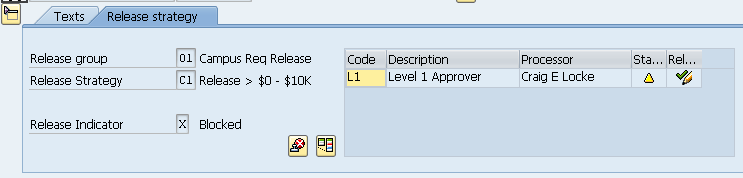 Texts Release strategy
Release group 01 Campus Req Release
Release Strategy C1 Release > $0 - $10K
Release Indicator X Blocked
Code Description Processor Sta... Rel...
L1 Level 1 Approver Craig E Locke